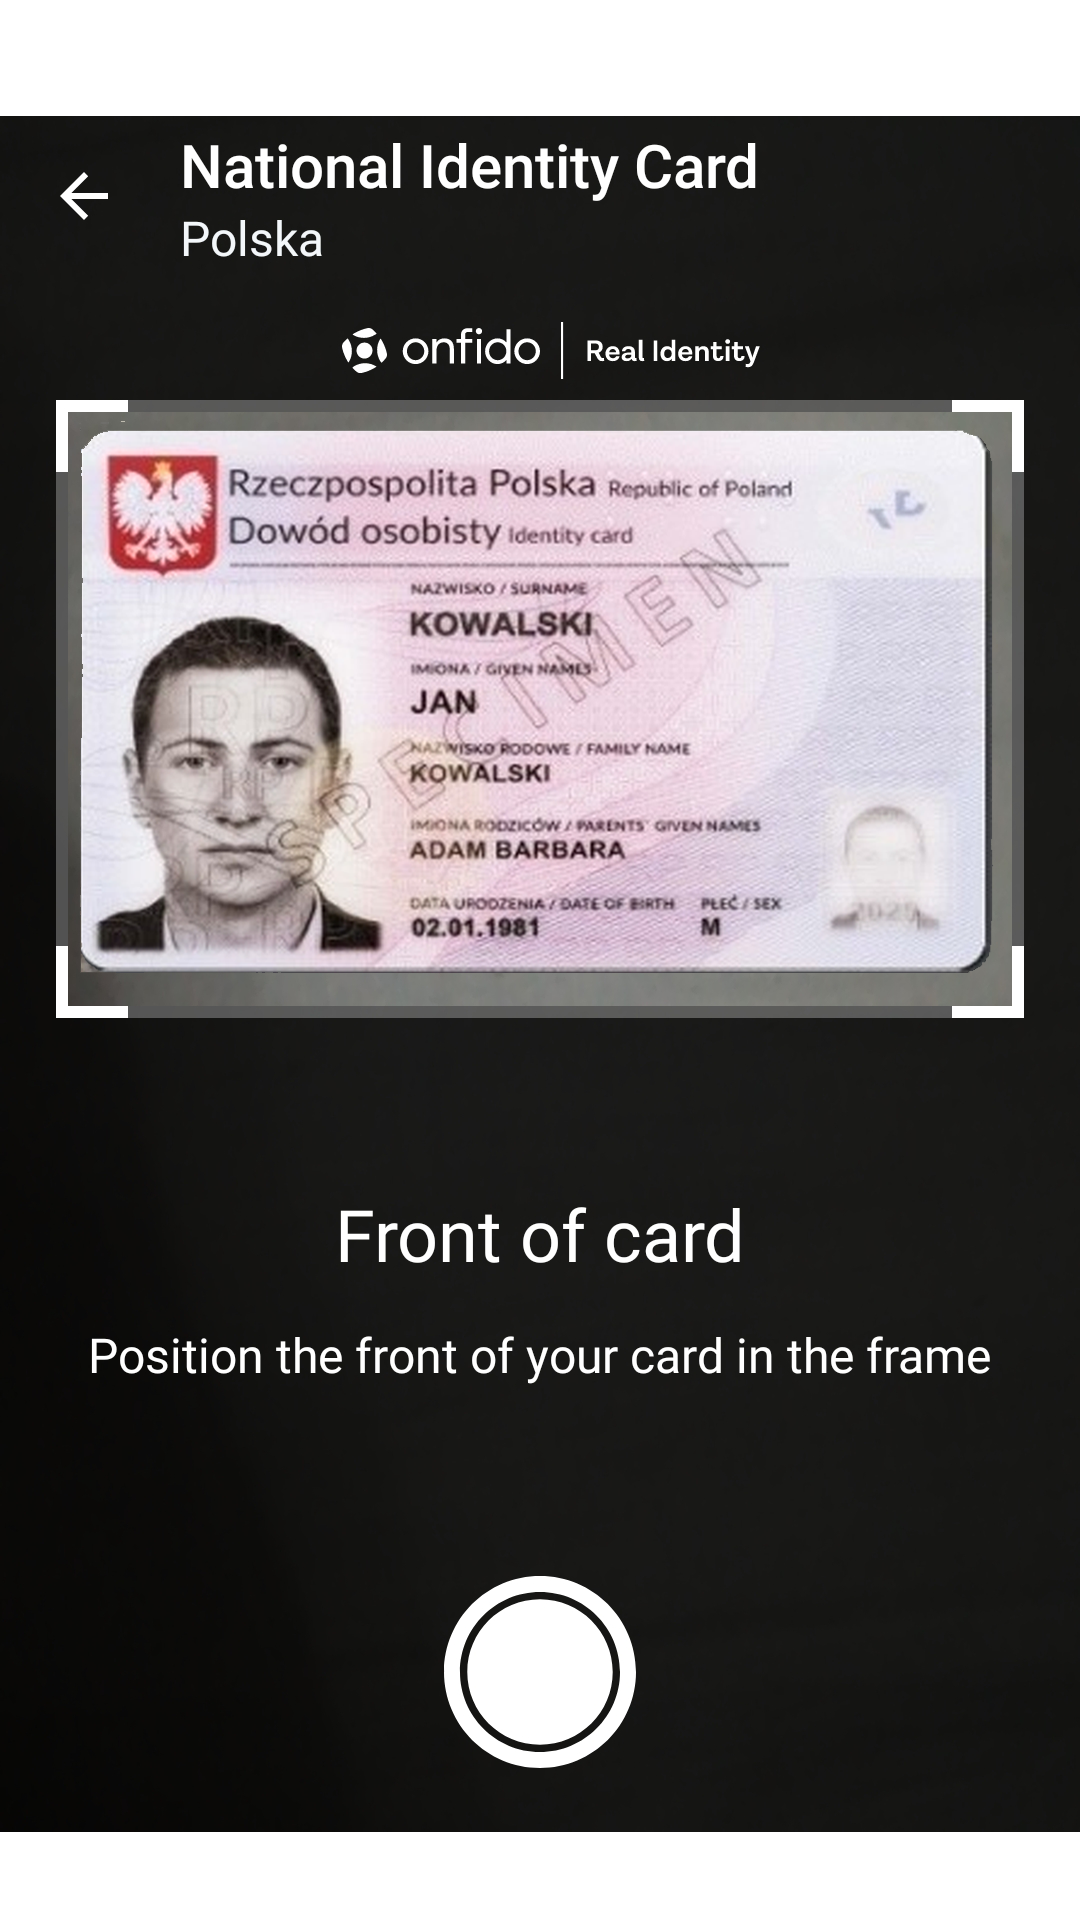 National Identity Card
Polska
onfido | Real Identity
Rzeczpospolita Polska Republic of Poland
Dowód osobisty Identity card
NAZWISKO / SURNAME
KOWALSKI
IMIONA / GIVEN NAMES
JAN
NAZWISKO RODOWE / FAMILY NAME
KOWALSKI
IMIONA RODZICÓW / PARENTS' GIVEN NAMES
ADAM BARBARA
DATA URODZENIA / DATE OF BIRTH PŁEĆ / SEX
02.01.1981 M
SPECIMEN
2020
Front of card
Position the front of your card in the frame